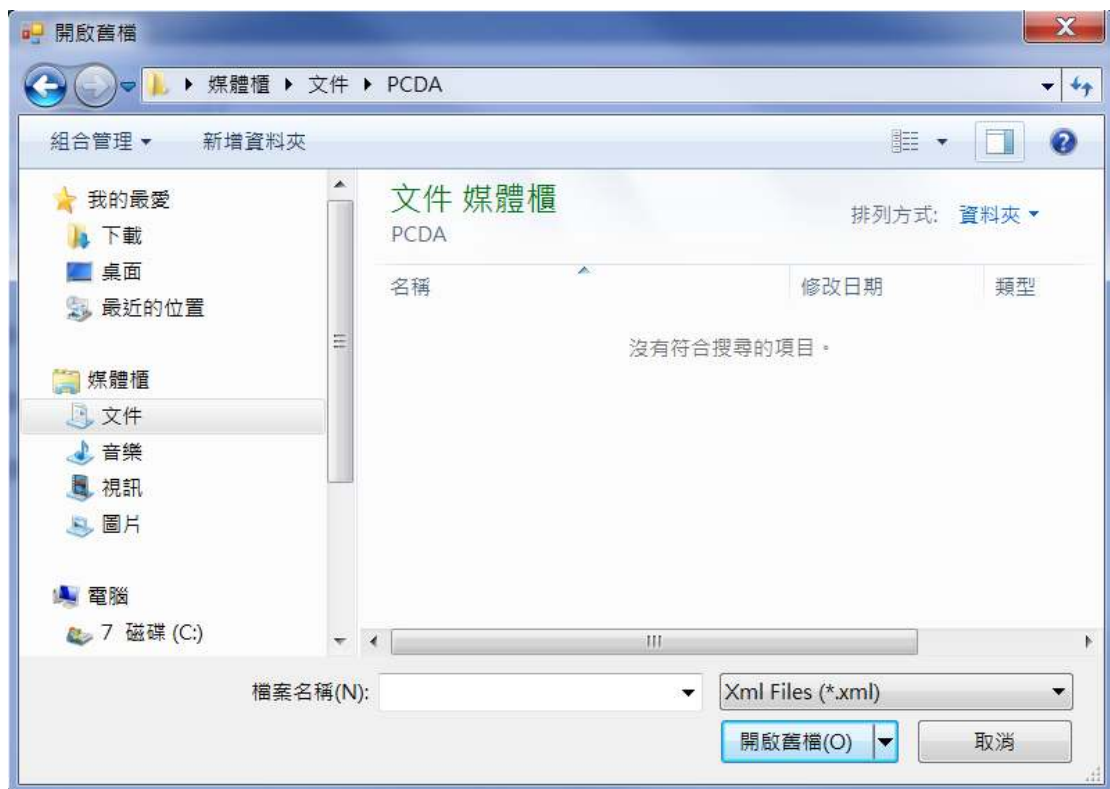 開啟舊檔
媒體櫃 文件 PCDA
組合管理 新增資料夾
我的最愛
下載
桌面
最近的位置
媒體櫃
文件
音樂
視訊
圖片
電腦
7 磁碟 (C:)
文件 媒體櫃
PCDA
排列方式: 資料夾
名稱 修改日期 類型
沒有符合搜尋的項目。
檔案名稱(N): Xml Files (*.xml)
開啟舊檔(O) 取消